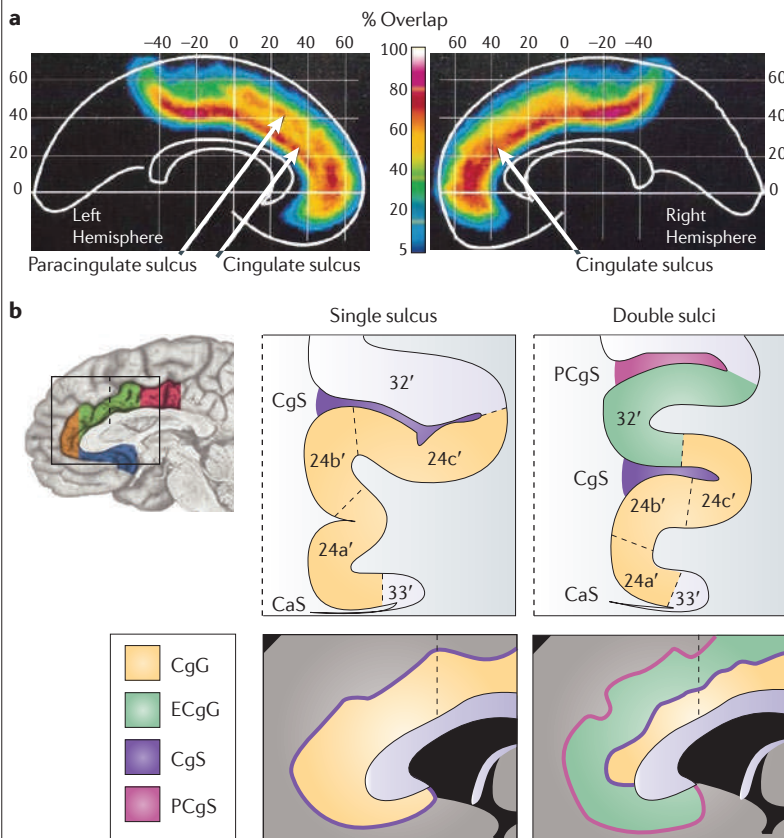 a
% Overlap
−40 −20 0 20 40 60
100
60 40 20 0 −20 −40
60
40
20
0
80
60
40
20
5
60
40
20
0
Left
Hemisphere
Right
Hemisphere
Paracingulate sulcus
Cingulate sulcus
Cingulate sulcus
b
Single sulcus
Double sulci
32′
CgS
24b′
24c′
24a′
33′
CaS
PCgS
32′
CgS
24b′
24c′
24a′
33′
CaS
CgG
ECgG
CgS
PCgS